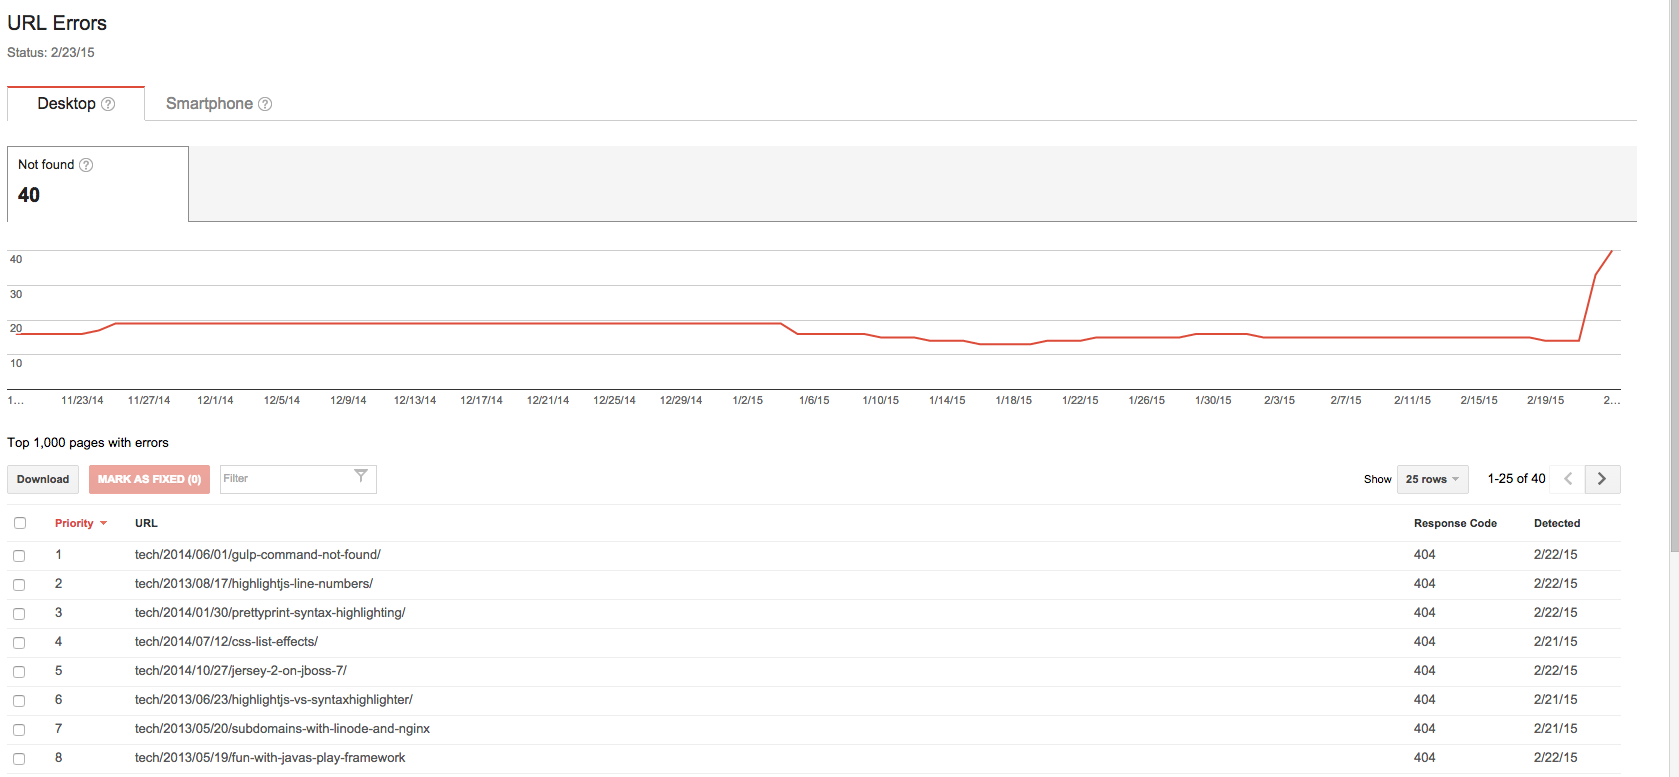 URL Errors
Status: 2/23/15
Desktop ? Smartphone ?
Not found ?
40
40
30
20
10
1... 11/23/14 11/27/14 12/1/14 12/5/14 12/9/14 12/13/14 12/17/14 12/21/14 12/25/14 12/29/14 1/2/15 1/6/15 1/10/15 1/14/15 1/18/15 1/22/15 1/26/15 1/30/15 2/3/15 2/7/15 2/11/15 2/15/15 2/19/15 2...
Top 1,000 pages with errors
Download MARK AS FIXED (0) Filter Show 25 rows 1-25 of 40
Priority URL Response Code Detected
1 tech/2014/06/01/gulp-command-not-found/ 404 2/22/15
2 tech/2013/08/17/highlightjs-line-numbers/ 404 2/22/15
3 tech/2014/01/30/prettyprint-syntax-highlighting/ 404 2/22/15
4 tech/2014/07/12/css-list-effects/ 404 2/21/15
5 tech/2014/10/27/jersey-2-on-jboss-7/ 404 2/22/15
6 tech/2013/06/23/highlightjs-vs-syntaxhighlighter/ 404 2/21/15
7 tech/2013/05/20/subdomains-with-linode-and-nginx 404 2/21/15
8 tech/2013/05/19/fun-with-javas-play-framework 404 2/22/15